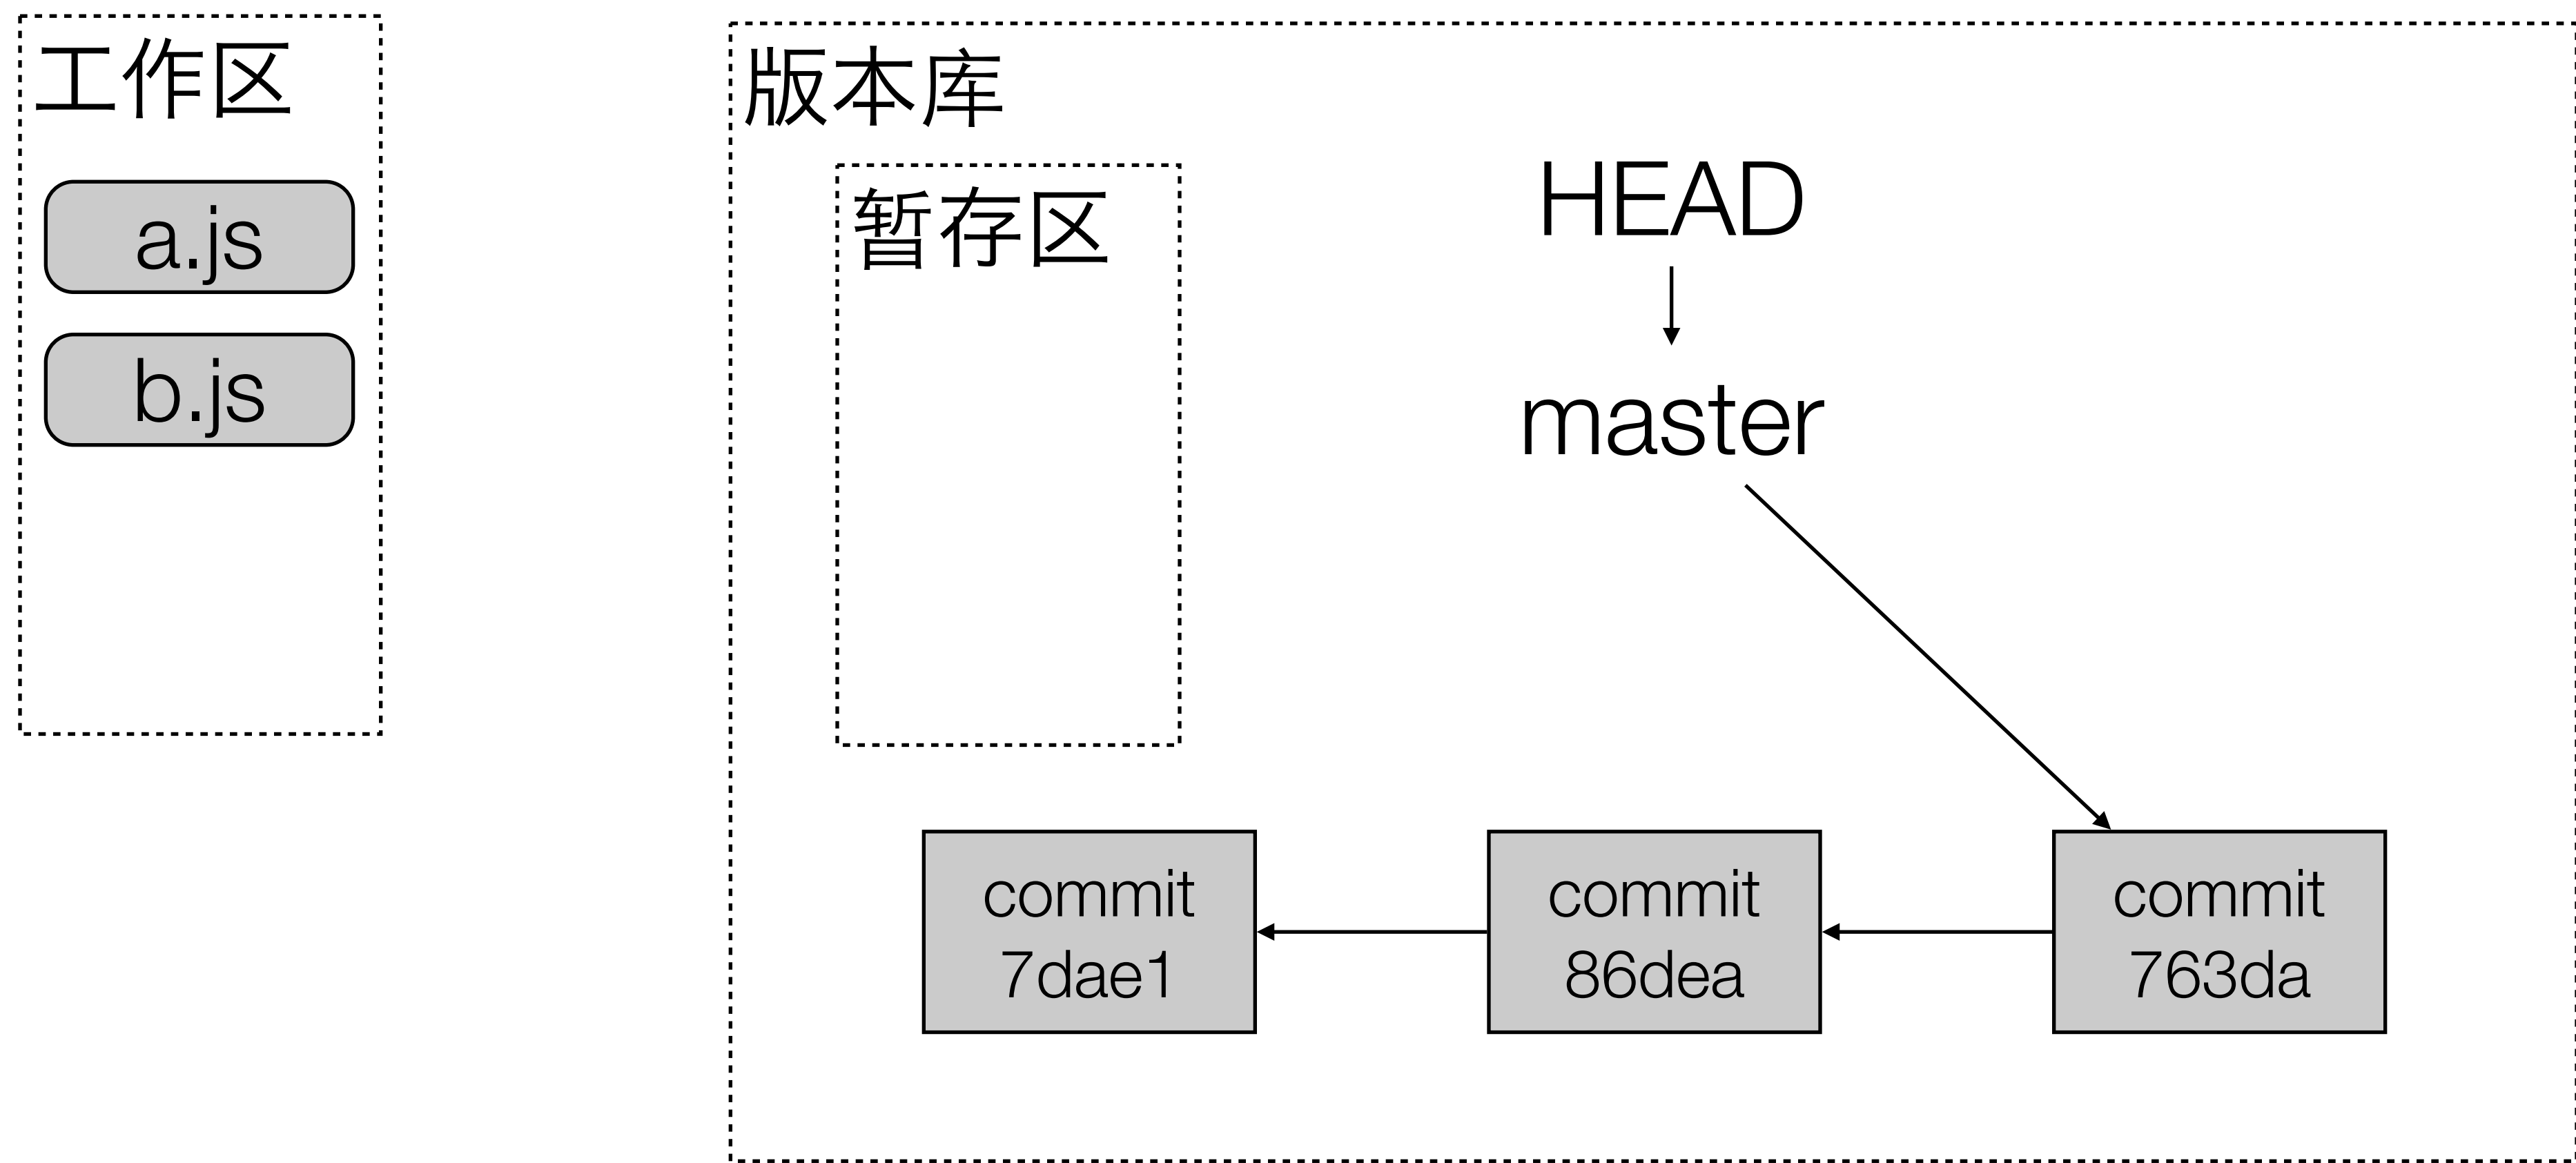 工作区
a.js
b.js
版本库
暂存区
HEAD
master
commit
7dae1
commit
86dea
commit
763da